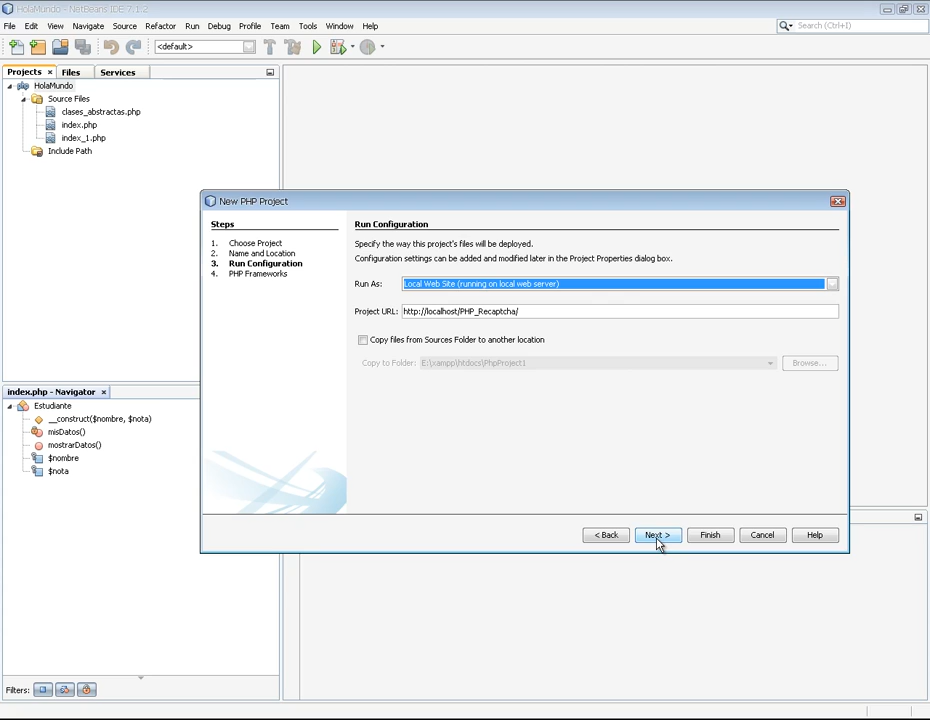 HolaMundo - NetBeans IDE 7.1.2
File Edit View Navigate Source Refactor Run Debug Profile Team Tools Window Help
Search (Ctrl+I)
<default>
Projects Files Services
HolaMundo
Source Files
clases_abstractas.php
index.php
index_1.php
Include Path
New PHP Project
Steps
1. Choose Project
2. Name and Location
3. Run Configuration
4. PHP Frameworks
Run Configuration
Specify the way this project's files will be deployed.
Configuration settings can be added and modified later in the Project Properties dialog box.
Run As: Local Web Site (running on local web server)
Project URL: http://localhost/PHP_Recaptcha/
Copy files from Sources Folder to another location
Copy to Folder: E:\xampp\htdocs\PhpProject1 Browse...
< Back Next > Finish Cancel Help
index.php - Navigator
Estudiante
__construct($nombre, $nota)
misDatos()
mostrarDatos()
$nombre
$nota
Filters: